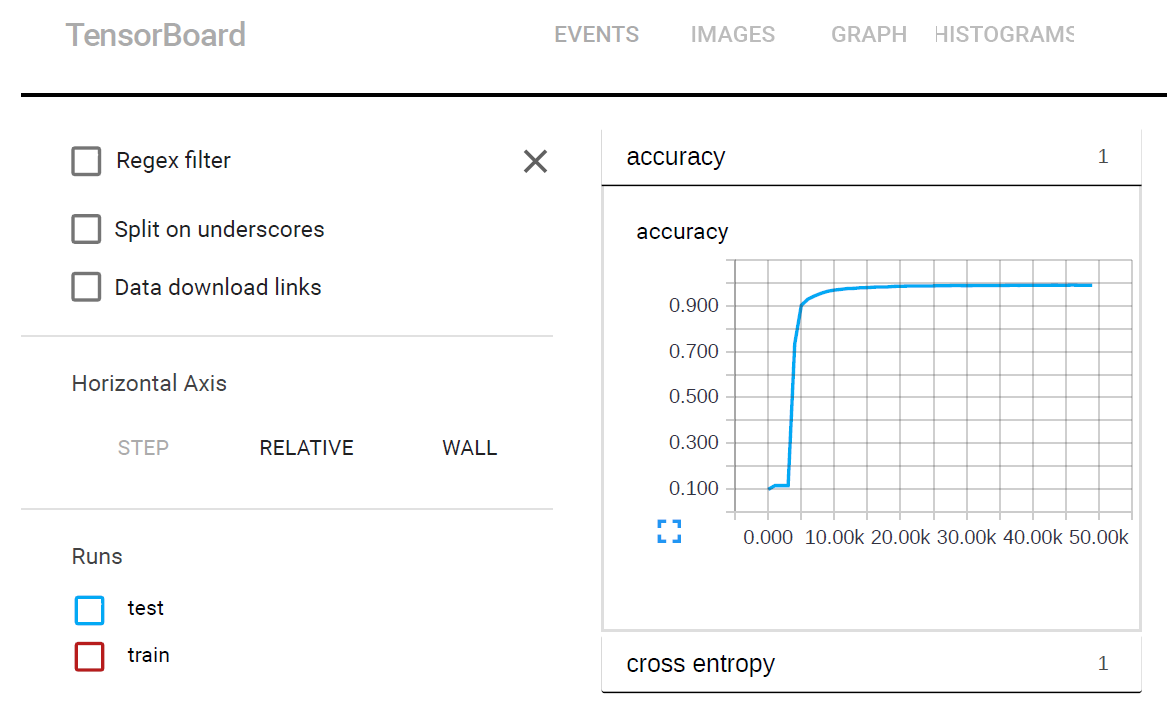 TensorBoard
EVENTS IMAGES GRAPH HISTOGRAMS
Regex filter
Split on underscores
Data download links
Horizontal Axis
STEP RELATIVE WALL
Runs
test
train
accuracy 1
accuracy
0.900
0.700
0.500
0.300
0.100
0.000 10.00k 20.00k 30.00k 40.00k 50.00k
cross entropy 1